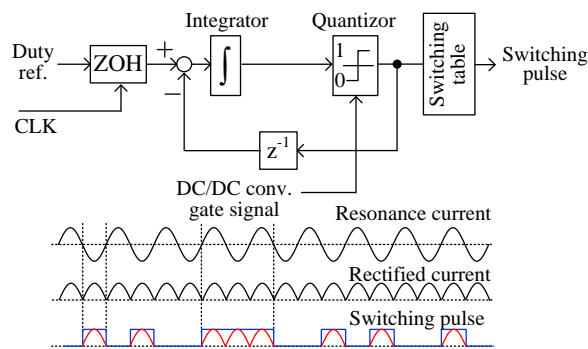 Integrator
Quantizor
Duty
ref.
ZOH
+
−
∫
1
0
Switching
table
Switching
pulse
CLK
z-1
DC/DC conv.
gate signal
Resonance current
Rectified current
Switching pulse